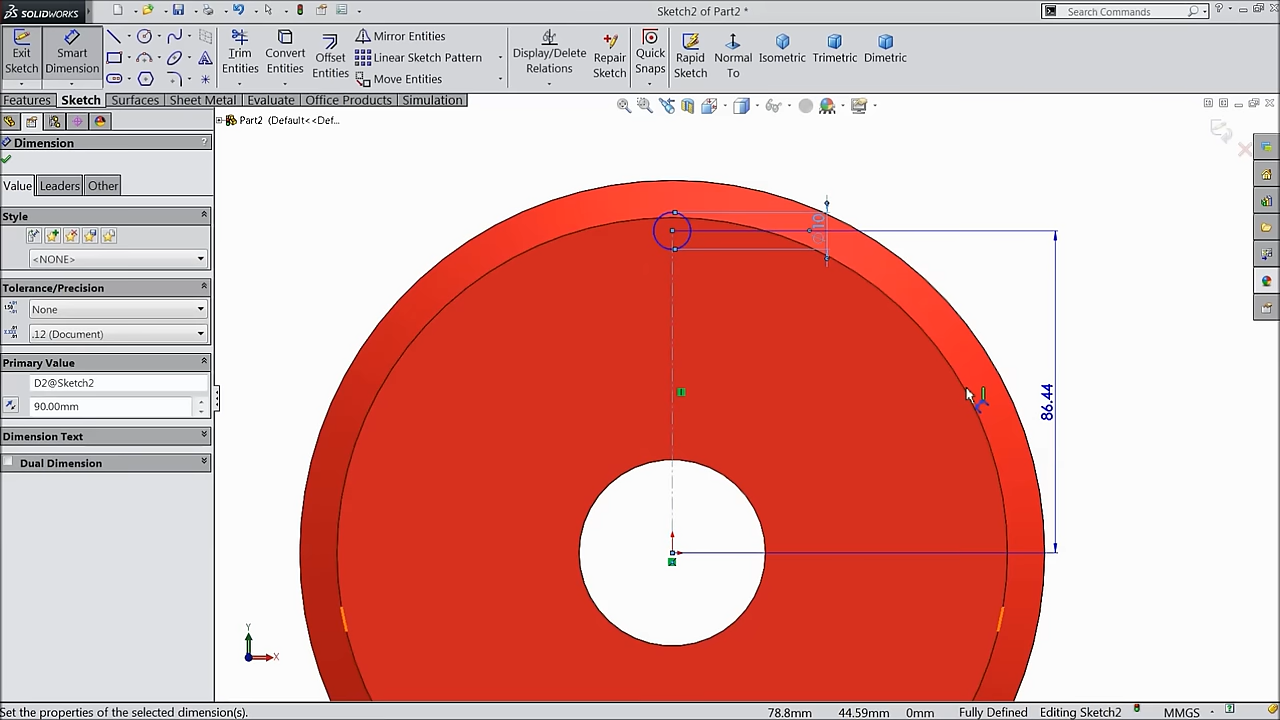 SOLIDWORKS
Sketch2 of Part2 *
Search Commands
Exit Sketch
Smart Dimension
Trim Entities
Convert Entities
Offset Entities
Mirror Entities
Linear Sketch Pattern
Move Entities
Display/Delete Relations
Repair Sketch
Quick Snaps
Rapid Sketch
Normal To
Isometric
Trimetric
Dimetric
Features Sketch Surfaces Sheet Metal Evaluate Office Products Simulation
Part2 (Default<<Def...
Dimension
?
Value Leaders Other
Style
<NONE>
Tolerance/Precision
None
.12 (Document)
Primary Value
D2@Sketch2
90.00mm
Dimension Text
Dual Dimension
86.44
Y
X
Set the properties of the selected dimension(s).
78.8mm 44.59mm 0mm Fully Defined Editing Sketch2 MMGS